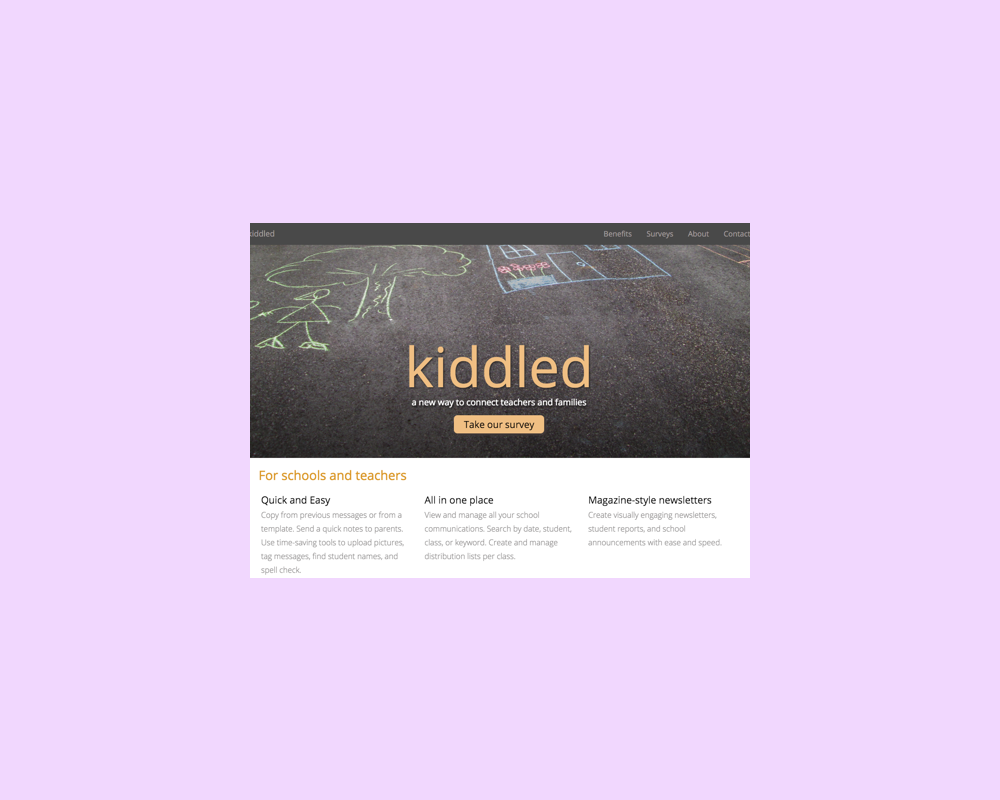 kiddled Benefits Surveys About Contact
kiddled
a new way to connect teachers and families
Take our survey
For schools and teachers
Quick and Easy
Copy from previous messages or from a
template. Send a quick notes to parents.
Use time-saving tools to upload pictures,
tag messages, find student names, and
spell check.
All in one place
View and manage all your school
communications. Search by date, student,
class, or keyword. Create and manage
distribution lists per class.
Magazine-style newsletters
Create visually engaging newsletters,
student reports, and school
announcements with ease and speed.